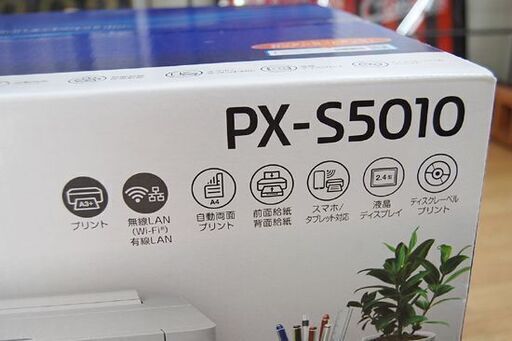 PX-S5010
A3+
プリント
無線LAN
(Wi-Fi®)
有線LAN
A4
自動両面
プリント
前面給紙
背面給紙
スマホ/
タブレット対応
2.4型
液晶
ディスプレイ
ディスクレーベル
プリント